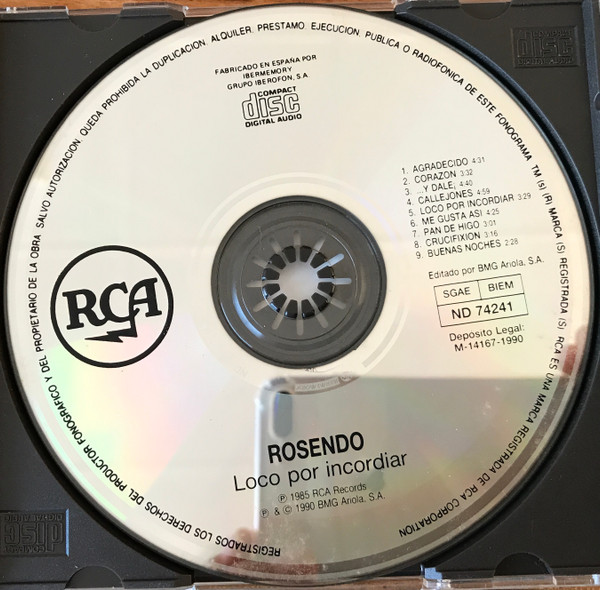 REGISTRADOS LOS DERECHOS DEL PRODUCTOR FONOGRAFICO Y DEL PROPIETARIO DE LA OBRA. SALVO AUTORIZACION. QUEDA PROHIBIDA LA DUPLICACION. ALQUILER. PRESTAMO. EJECUCION. PUBLICA O RADIOFONICA DE ESTE FONOGRAMA. TM (s) (R) MARCA (S) REGISTRADA (S) RCA ES UNA MARCA REGISTRADA DE RCA CORPORATION
FABRICADO EN ESPAÑA POR
IBERMEMORY
GRUPO IBEROFON, S.A
COMPACT
disc
DIGITAL AUDIO
1. AGRADECIDO 4:31
2. CORAZON 3:32
3. ...Y DALE¡ 4:40
4. CALLEJONES 4:59
5. LOCO POR INCORDIAR 3:29
6. ME GUSTA ASI 4:25
7. PAN DE HIGO 3:01
8. CRUCIFIXION 3:16
9. BUENAS NOCHES 2:28
Editado por BMG Ariola, S.A.
SGAE BIEM
ND 74241
Depósito Legal:
M-14167-1990
RCA
ROSENDO
Loco por incordiar
℗ 1985 RCA Records
℗ & © 1990 BMG Ariola, S.A.
disc
disc